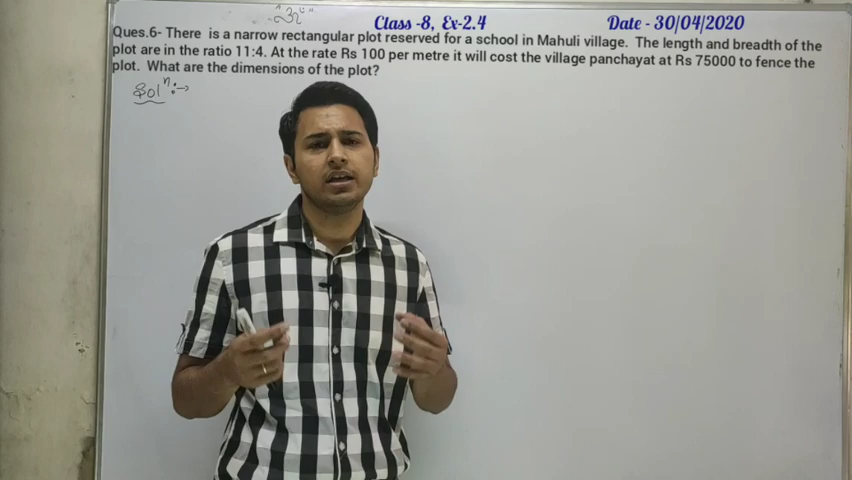 Class -8, Ex-2.4 Date - 30/04/2020
Ques.6- There is a narrow rectangular plot reserved for a school in Mahuli village. The length and breadth of the
plot are in the ratio 11:4. At the rate Rs 100 per metre it will cost the village panchayat at Rs 75000 to fence the
plot. What are the dimensions of the plot?
Solⁿ:→